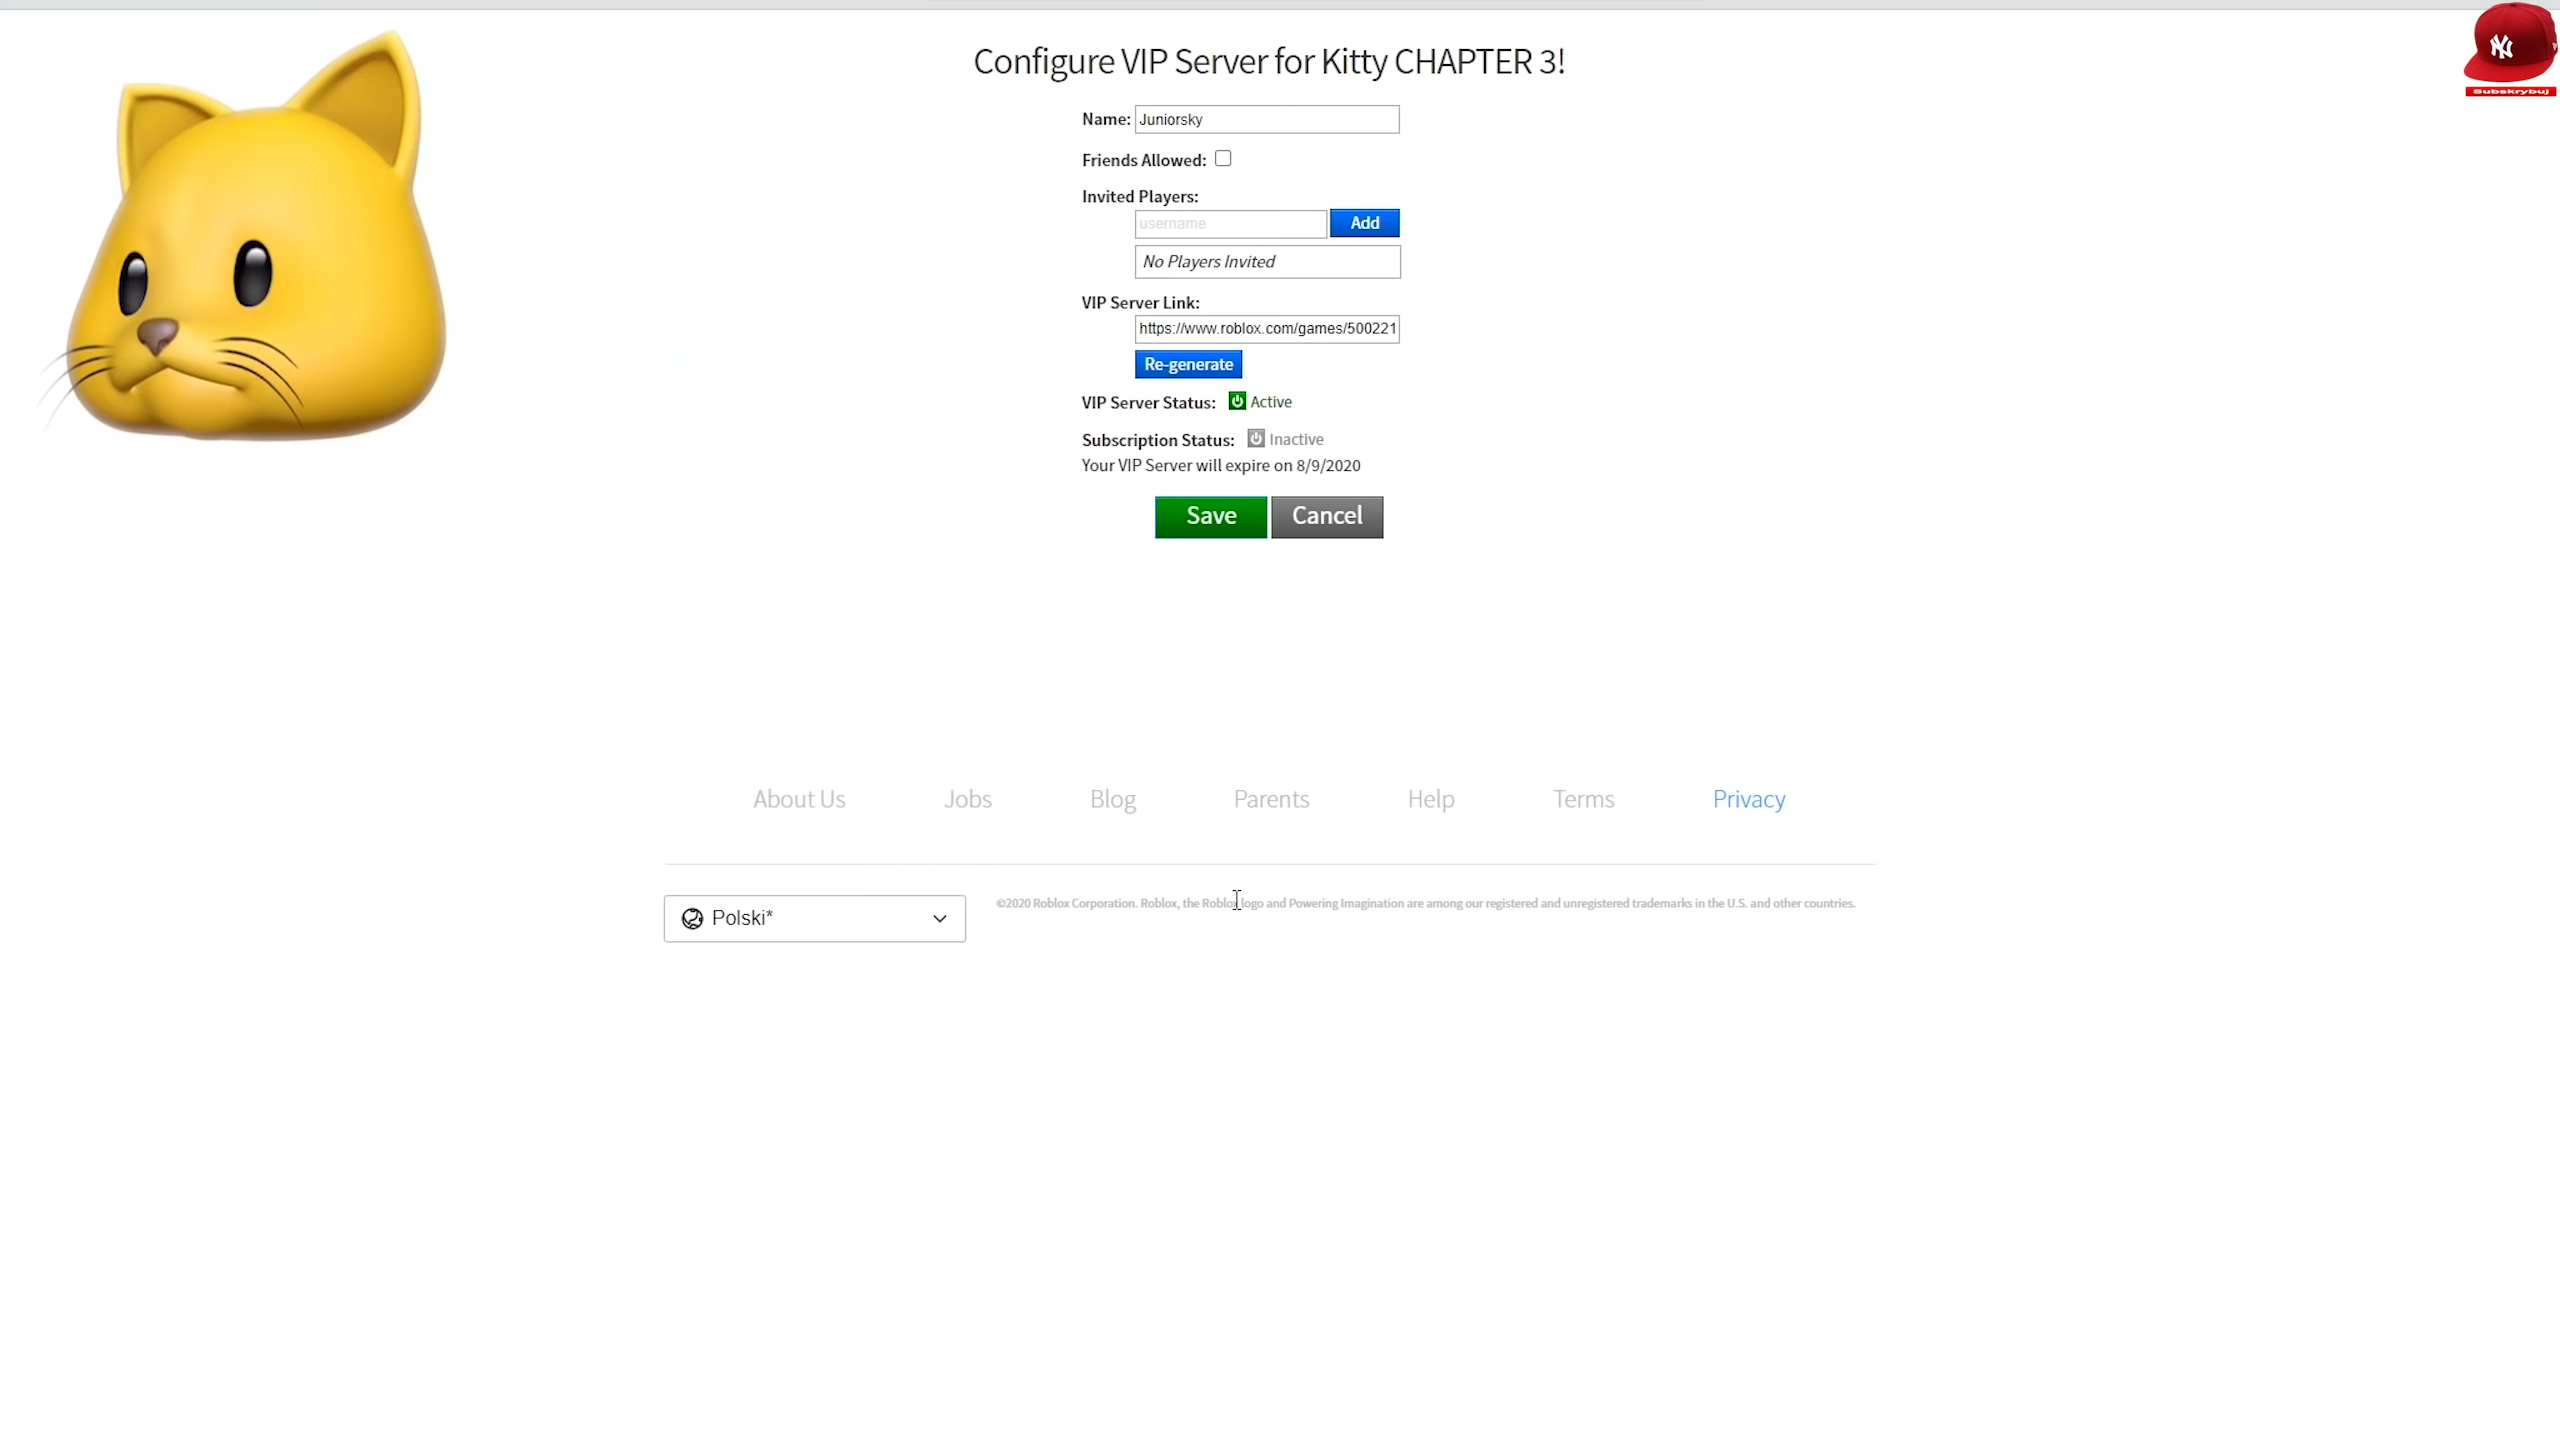 Configure VIP Server for Kitty CHAPTER 3!
NY
Subskrybuj
Name: Juniorsky
Friends Allowed:
Invited Players:
username Add
No Players Invited
VIP Server Link:
https://www.roblox.com/games/500221
Re-generate
VIP Server Status: Active
Subscription Status: Inactive
Your VIP Server will expire on 8/9/2020
Save Cancel
About Us Jobs Blog Parents Help Terms Privacy
Polski*
©2020 Roblox Corporation. Roblox, the Roblox logo and Powering Imagination are among our registered and unregistered trademarks in the U.S. and other countries.